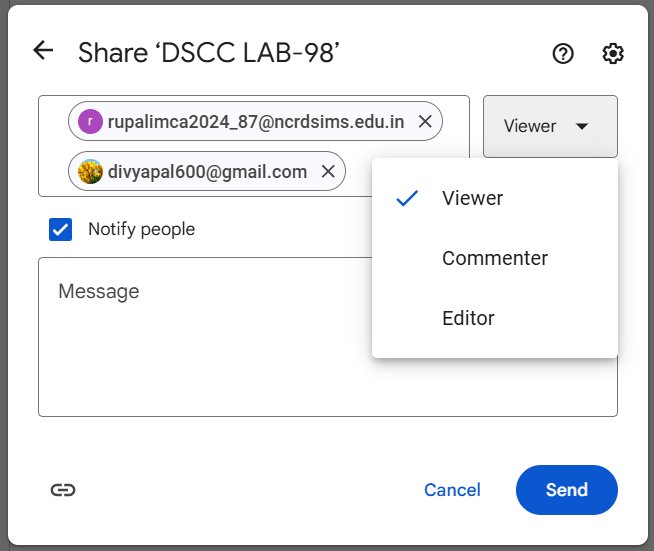 Share ‘DSCC LAB-98’
r rupalimca2024_87@ncrdsims.edu.in
Viewer
divyapal600@gmail.com
Viewer
Notify people
Commenter
Message
Editor
Cancel
Send